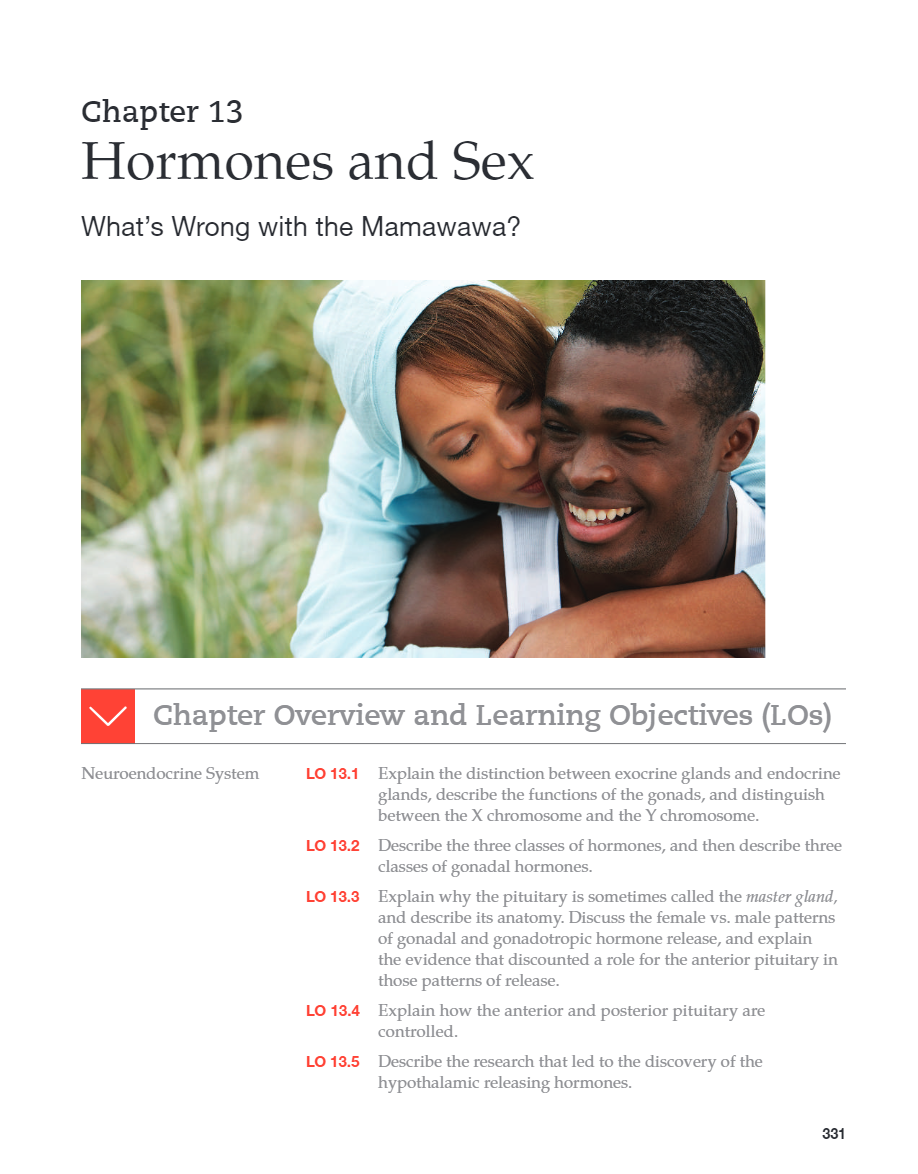 Chapter 13
Hormones and Sex
What’s Wrong with the Mamawawa?
Chapter Overview and Learning Objectives (LOs)
Neuroendocrine System
LO 13.1 Explain the distinction between exocrine glands and endocrine
glands, describe the functions of the gonads, and distinguish
between the X chromosome and the Y chromosome.
LO 13.2 Describe the three classes of hormones, and then describe three
classes of gonadal hormones.
LO 13.3 Explain why the pituitary is sometimes called the master gland,
and describe its anatomy. Discuss the female vs. male patterns
of gonadal and gonadotropic hormone release, and explain
the evidence that discounted a role for the anterior pituitary in
those patterns of release.
LO 13.4 Explain how the anterior and posterior pituitary are
controlled.
LO 13.5 Describe the research that led to the discovery of the
hypothalamic releasing hormones.
331